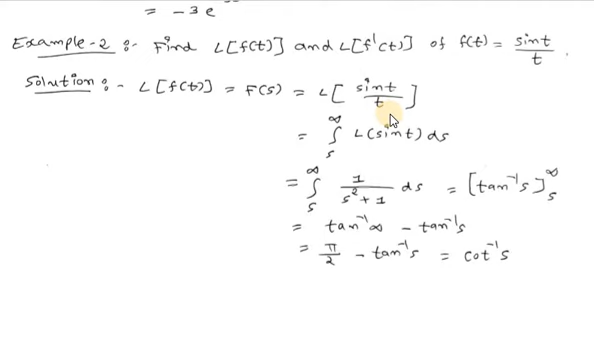 = -3e
Example-2 :- Find L[f(t)] and L[f'(t)] of f(t) = sint/t.
Solution :- L[f(t)] = F(s) = L[sint/t]
= ∫_s^∞ L(sint) ds
= ∫_s^∞ 1/(s²+1) ds = [tan⁻¹s]_s^∞
= tan⁻¹∞ - tan⁻¹s
= π/2 - tan⁻¹s = cot⁻¹s